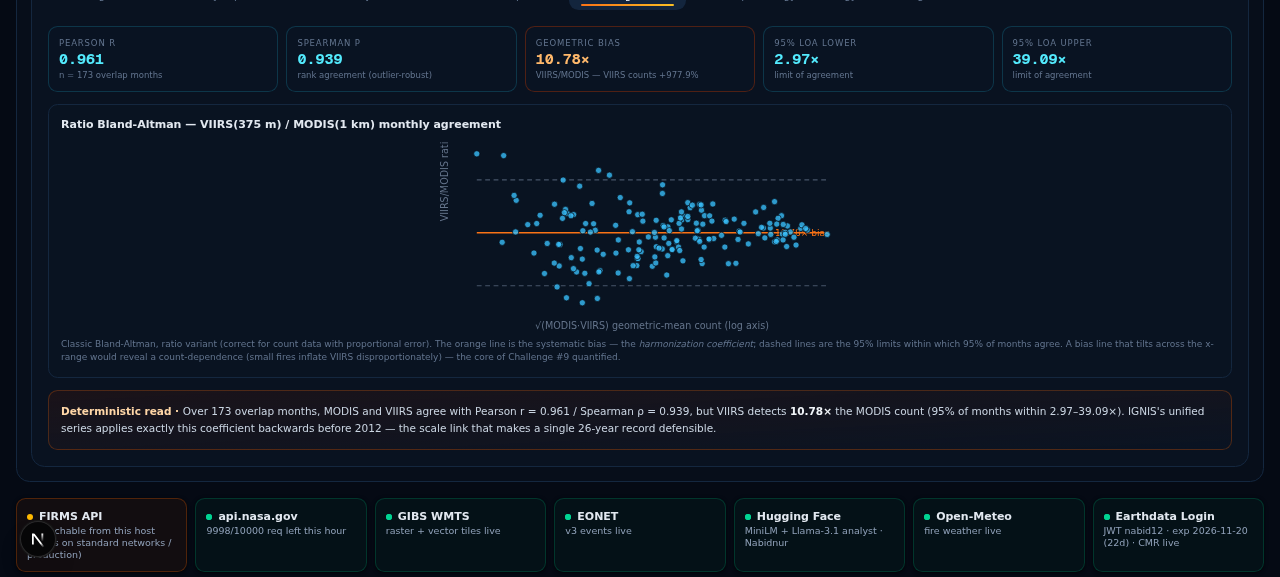 PEARSON R
0.961
n = 173 overlap months
SPEARMAN Ρ
0.939
rank agreement (outlier-robust)
GEOMETRIC BIAS
10.78×
VIIRS/MODIS — VIIRS counts +977.9%
95% LOA LOWER
2.97×
limit of agreement
95% LOA UPPER
39.09×
limit of agreement
Ratio Bland-Altman — VIIRS(375 m) / MODIS(1 km) monthly agreement
VIIRS/MODIS rati
bias
√(MODIS·VIIRS) geometric-mean count (log axis)
Classic Bland-Altman, ratio variant (correct for count data with proportional error). The orange line is the systematic bias — the harmonization coefficient; dashed lines are the 95% limits within which 95% of months agree. A bias line that tilts across the x-
range would reveal a count-dependence (small fires inflate VIIRS disproportionately) — the core of Challenge #9 quantified.
Deterministic read · Over 173 overlap months, MODIS and VIIRS agree with Pearson r = 0.961 / Spearman ρ = 0.939, but VIIRS detects 10.78× the MODIS count (95% of months within 2.97–39.09×). IGNIS's unified
series applies exactly this coefficient backwards before 2012 — the scale link that makes a single 26-year record defensible.
FIRMS API
from this host
on standard networks /
api.nasa.gov
9998/10000 req left this hour
GIBS WMTS
raster + vector tiles live
EONET
v3 events live
Hugging Face
MiniLM + Llama-3.1 analyst ·
Nabidnur
Open-Meteo
fire weather live
Earthdata Login
JWT nabid12 · exp 2026-11-20
(22d) · CMR live
N